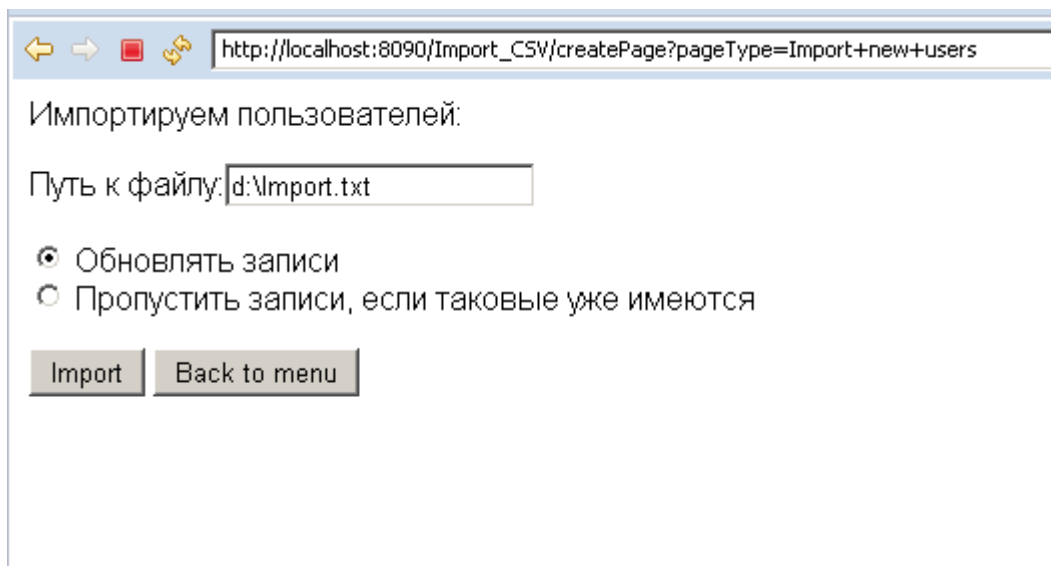 http://localhost:8090/Import_CSV/createPage?pageType=Import+new+users
Импортируем пользователей:
Путь к файлу: d:\Import.txt
Обновлять записи
Пропустить записи, если таковые уже имеются
Import Back to menu